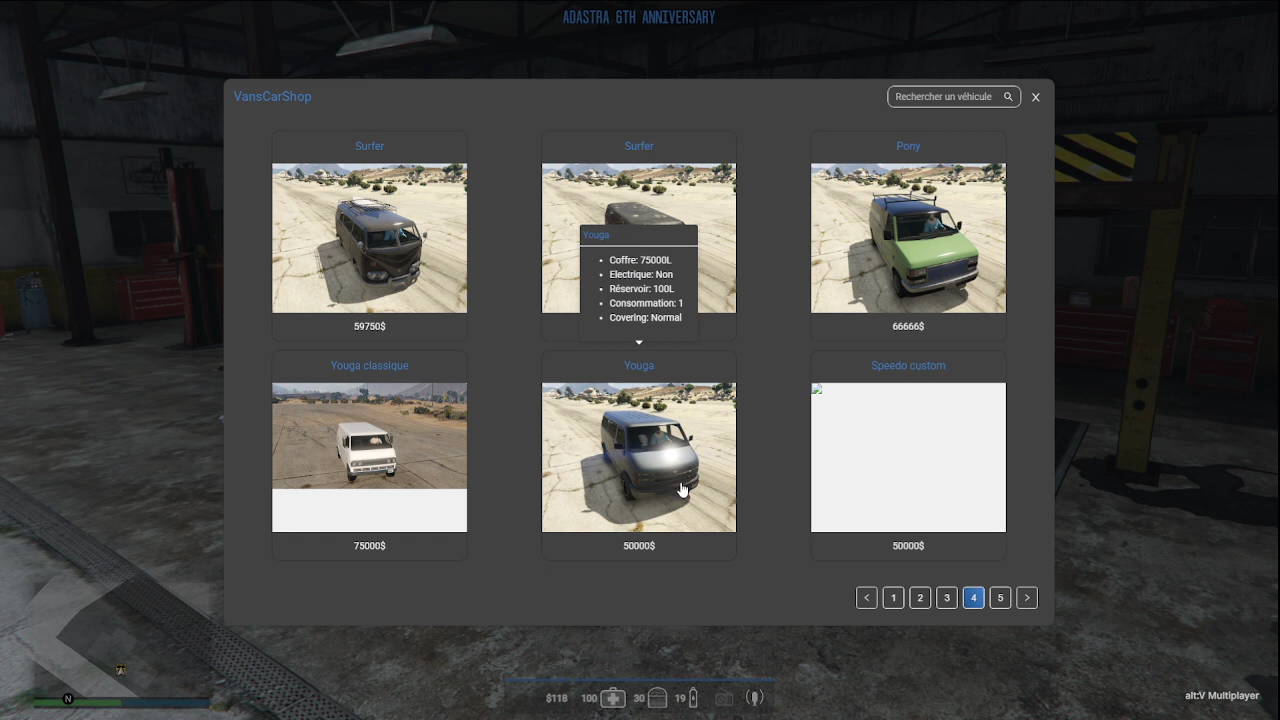 ADASTRA 6TH ANNIVERSARY
VansCarShop
Rechercher un véhicule
X
Surfer
Surfer
Pony
Youga
Coffre: 75000L
Electrique: Non
Réservoir: 100L
Consommation: 1
Covering: Normal
59750$
66666$
Youga classique
Youga
Speedo custom
75000$
50000$
50000$
< 1 2 3 4 5 >
N
$118 100 30 19
alt:V Multiplayer